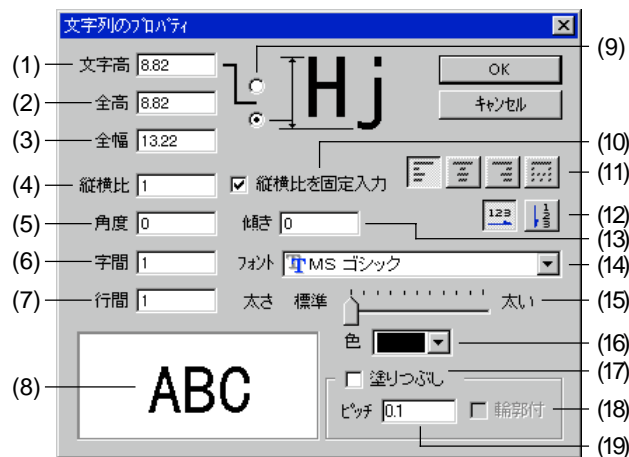 文字列のﾌﾟﾛﾊﾟﾃｨ
(1) 文字高 8.82
(2) 全高 8.82
(3) 全幅 13.22
(4) 縦横比 1
(5) 角度 0
(6) 字間 1
(7) 行間 1
(8) ABC
Hj
(9)
OK
ｷｬﾝｾﾙ
縦横比を固定入力 (10)
(11)
123 123 (12)
傾き 0 (13)
ﾌｫﾝﾄ MS ゴシック (14)
太さ 標準 太い (15)
色 (16)
塗りつぶし (17)
ﾋﾟｯﾁ 0.1 (19)
輪郭付 (18)